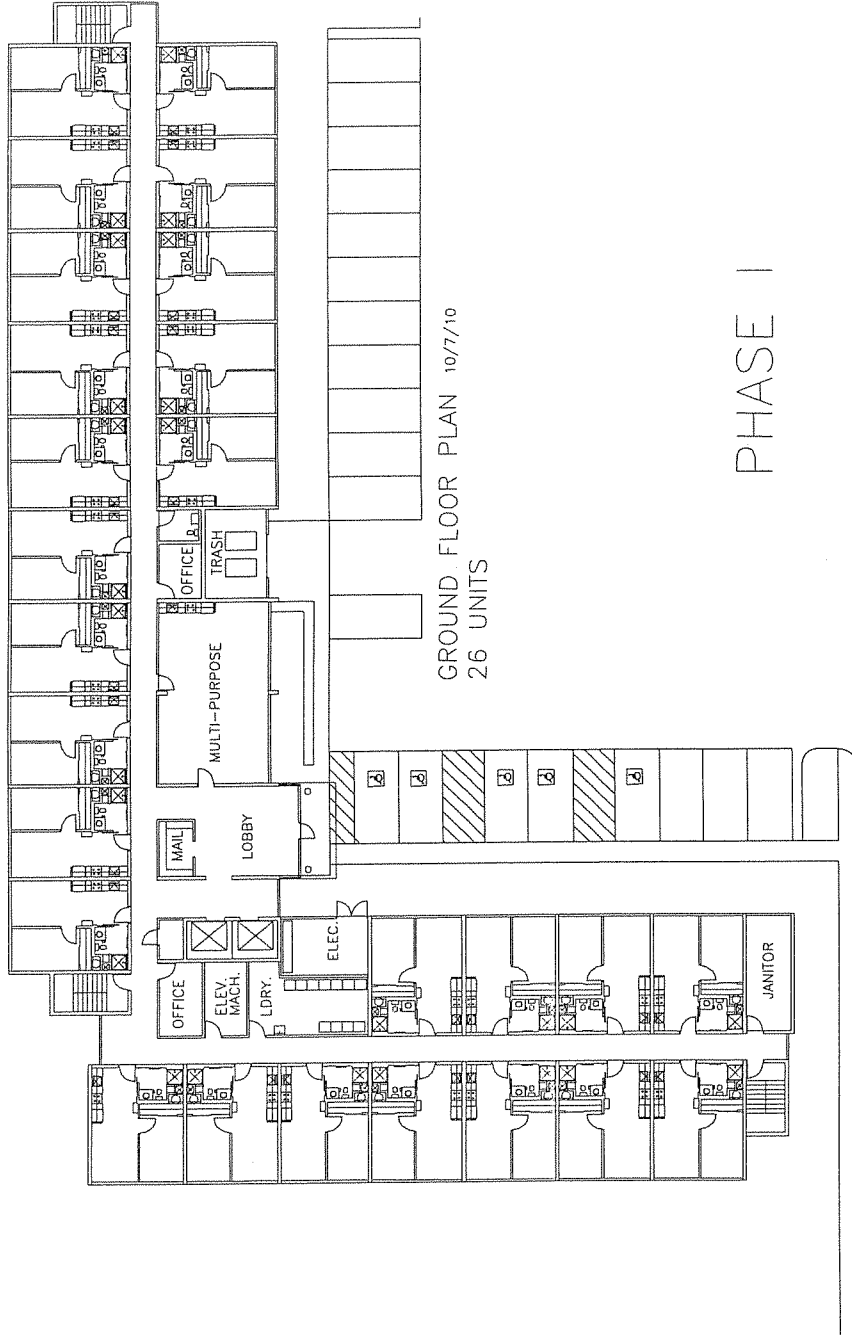 OFFICE
TRASH
MULTI-PURPOSE
MAIL
LOBBY
OFFICE
ELEV.
MACH.
LDRY.
ELEC.
JANITOR
GROUND FLOOR PLAN 10/7/10
26 UNITS
PHASE I